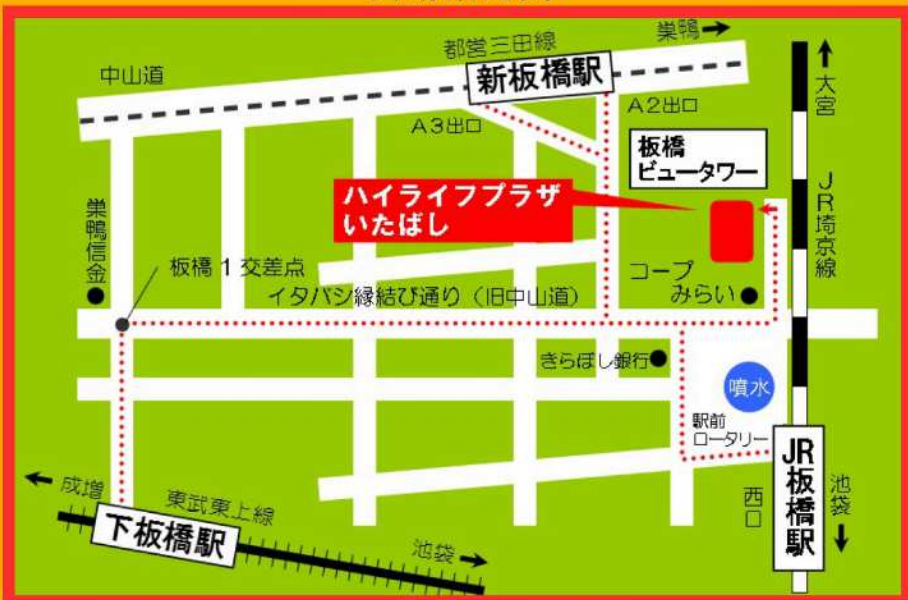 巣鴨
都営三田線
中山道
新板橋駅
A3出口
A2出口
大宮
板橋
ビュータワー
JR埼京線
ハイライフプラザ
いたばし
巣鴨信金
板橋1交差点
コープ
みらい
イタバシ縁結び通り(旧中山道)
きらぼし銀行
噴水
駅前
ロータリー
JR板橋駅
西口
池袋
成増
東武東上線
下板橋駅
池袋